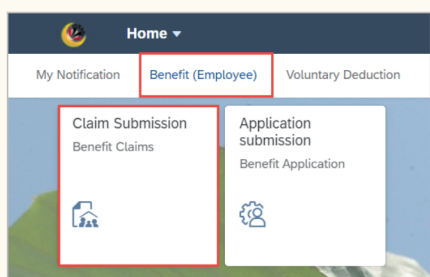 Home
My Notification
Benefit (Employee)
Voluntary Deduction
Claim Submission
Benefit Claims
Application
submission
Benefit Application